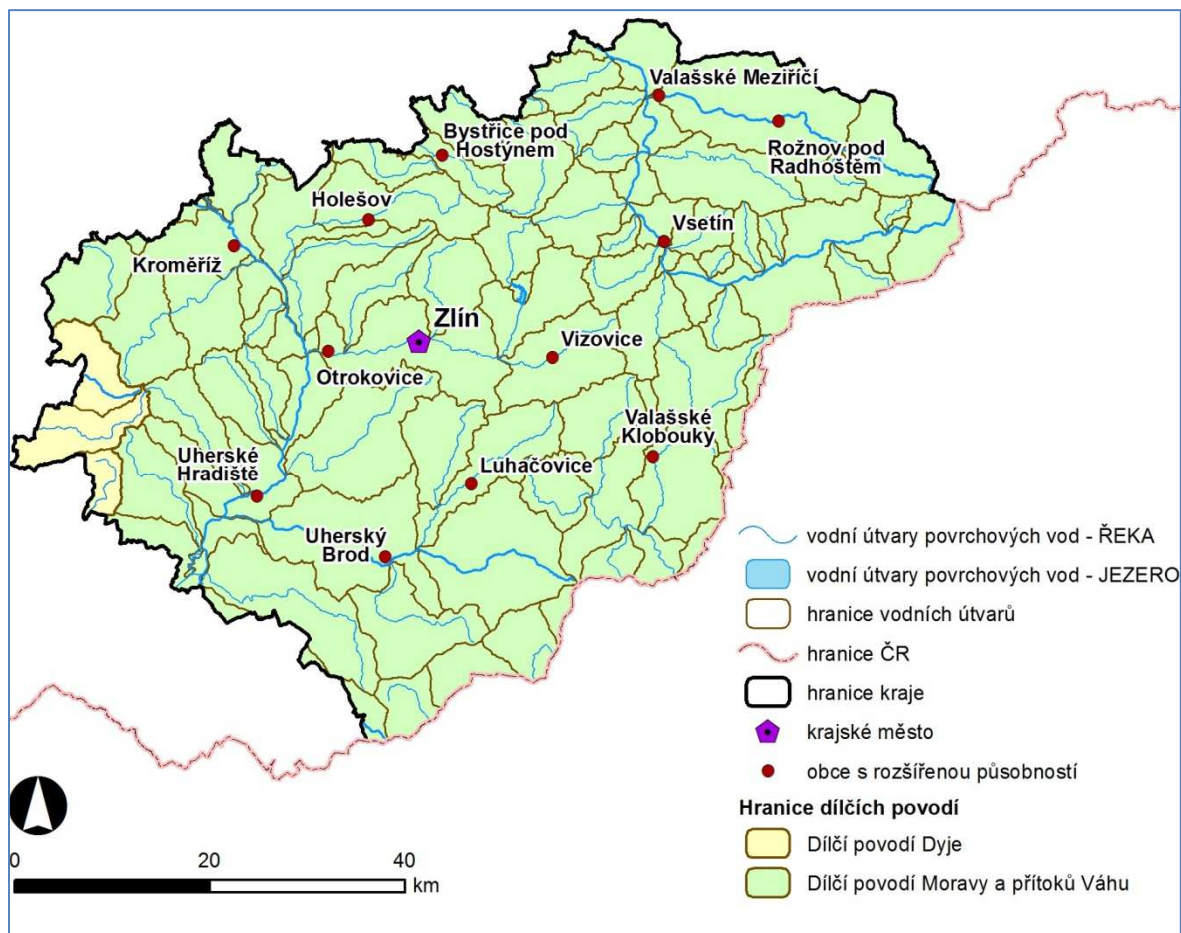 Valašské Meziříčí
Bystřice pod
Hostýnem
Rožnov pod
Radhoštěm
Holešov
Vsetín
Kroměříž
Zlín
Vizovice
Otrokovice
Valašské
Klobouky
Uherské
Hradiště
Luhačovice
Uherský
Brod
vodní útvary povrchových vod - ŘEKA
vodní útvary povrchových vod - JEZERO
hranice vodních útvarů
hranice ČR
hranice kraje
krajské město
obce s rozšířenou působností
Hranice dílčích povodí
Dílčí povodí Dyje
Dílčí povodí Moravy a přítoků Váhu
0 20 40
km